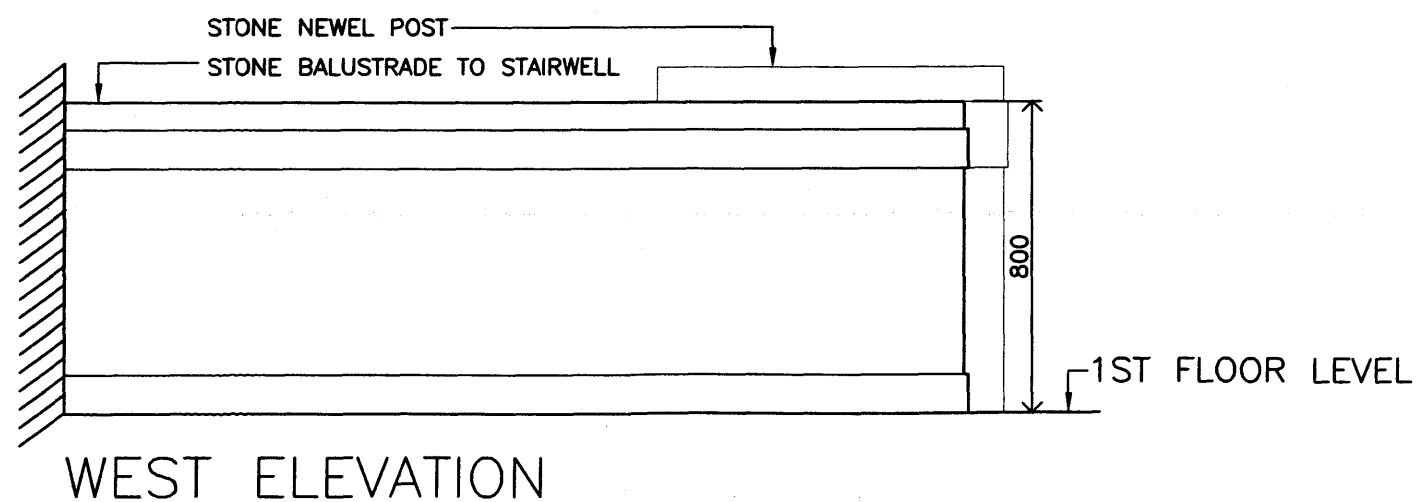 STONE NEWEL POST
STONE BALUSTRADE TO STAIRWELL
800
1ST FLOOR LEVEL
WEST ELEVATION